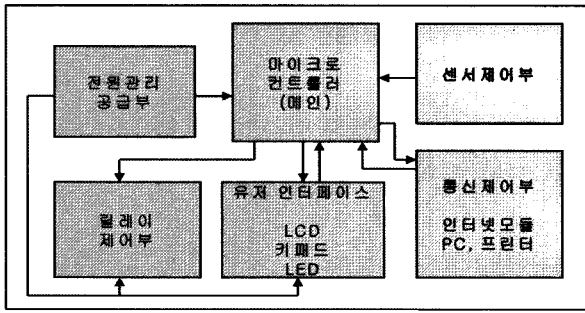 전원관리
공급부
마이크로
컨트롤러
(메인)
센서제어부
릴레이
제어부
유저 인터페이스
LCD
키패드
LED
통신제어부
인터넷모듈
PC, 프린터